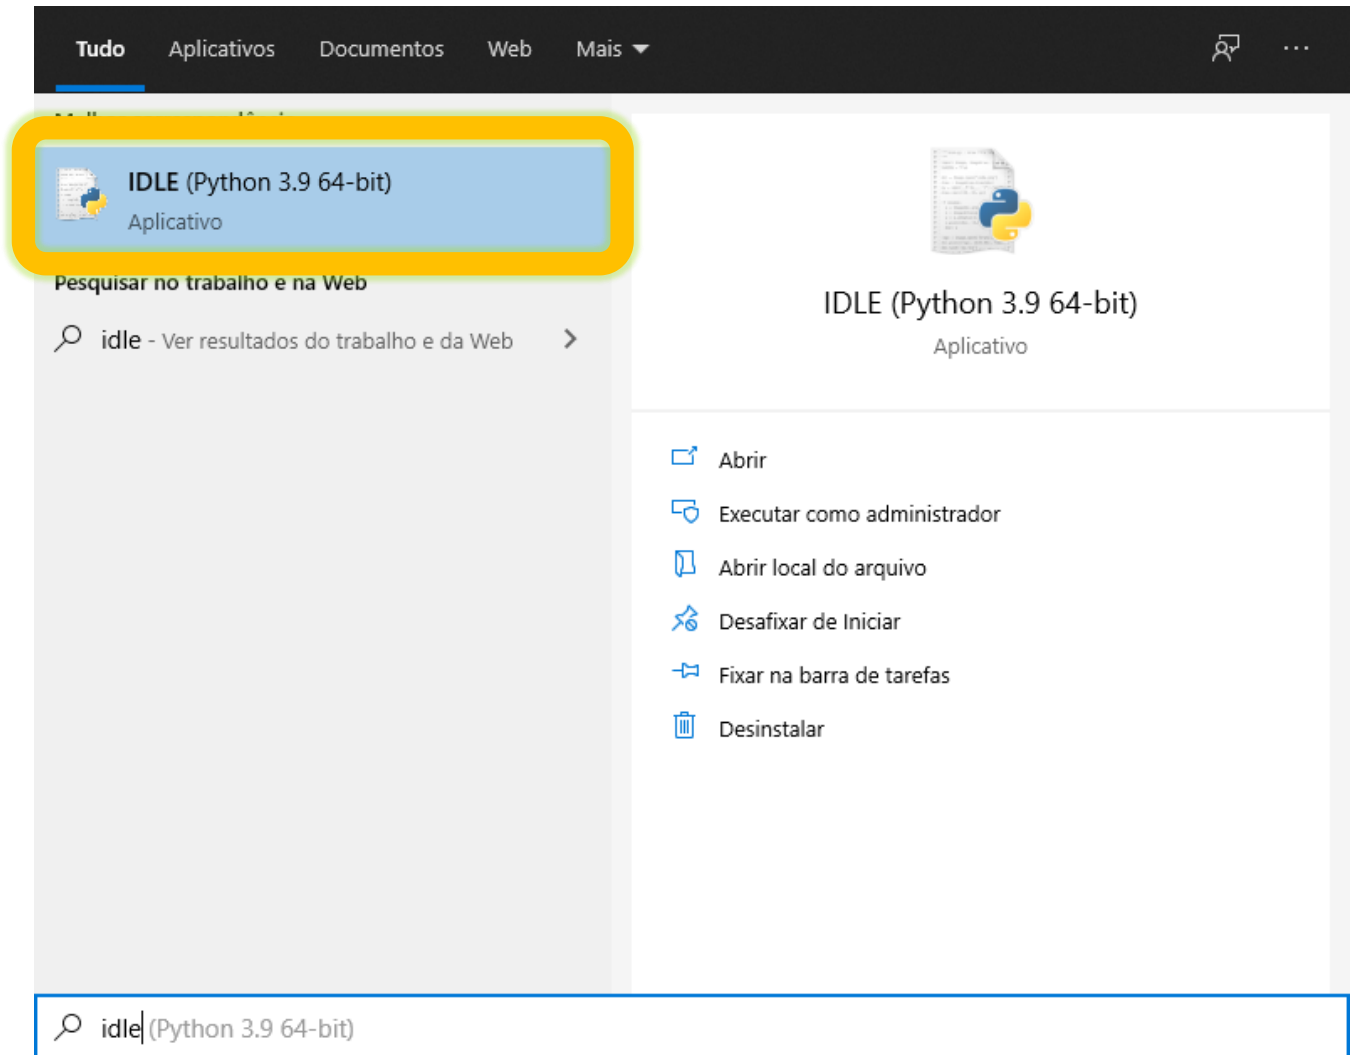 Tudo Aplicativos Documentos Web Mais
IDLE (Python 3.9 64-bit)
Aplicativo
Pesquisar no trabalho e na Web
idle - Ver resultados do trabalho e da Web
IDLE (Python 3.9 64-bit)
Aplicativo
Abrir
Executar como administrador
Abrir local do arquivo
Desafixar de Iniciar
Fixar na barra de tarefas
Desinstalar
idle (Python 3.9 64-bit)